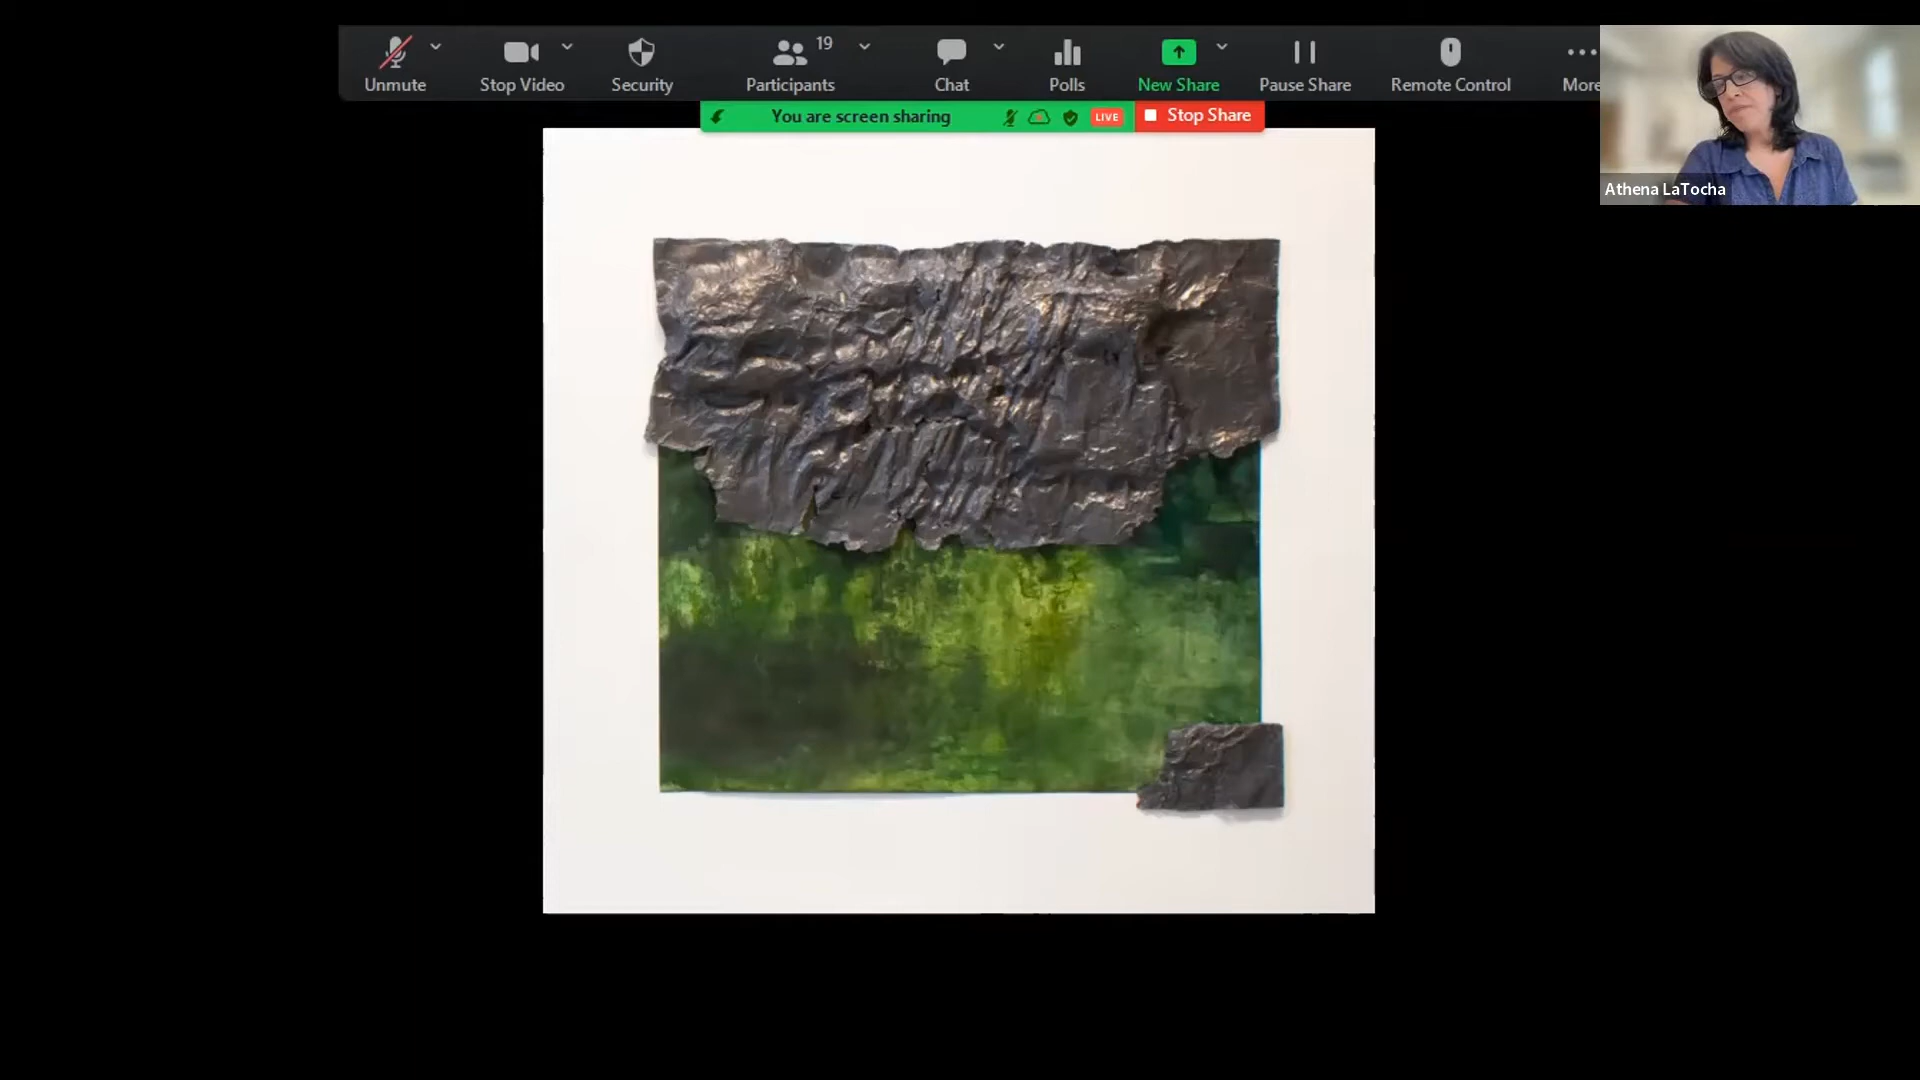 19
Unmute
Stop Video
Security
Participants
Chat
Polls
New Share
Pause Share
Remote Control
More
You are screen sharing
LIVE
Stop Share
Athena LaTocha